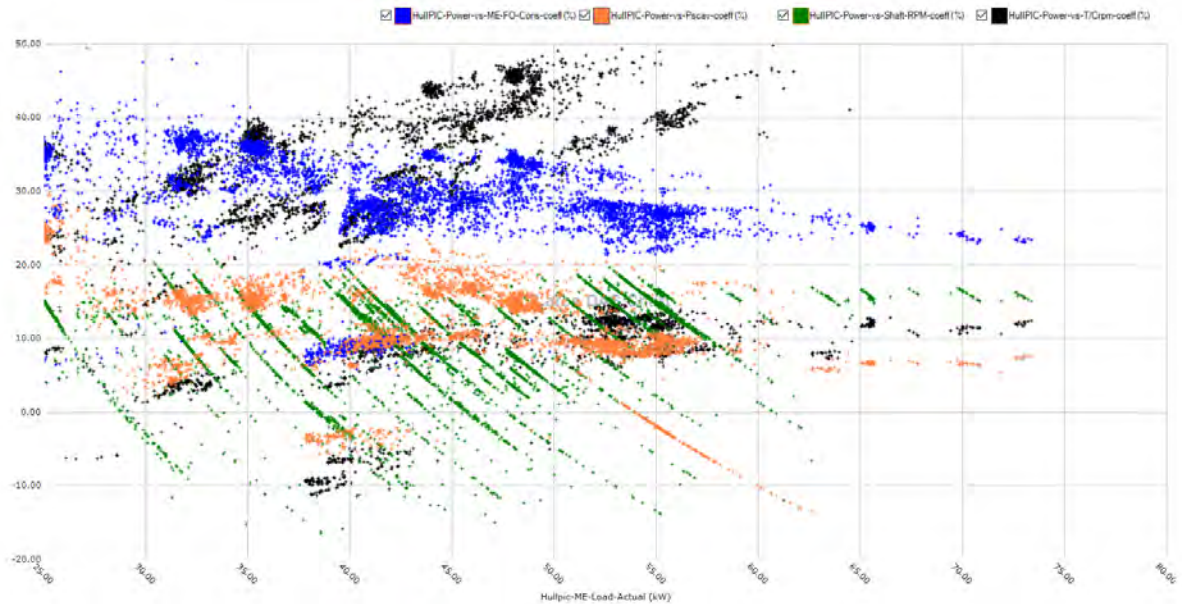 HullPIC-Power-vs-ME-FO-Cons-coeff (%) HullPIC-Power-vs-Pscav-coeff (%) HullPIC-Power-vs-Shaft-RPM-coeff (%) HullPIC-Power-vs-T/Crpm-coeff (%)
50.00
40.00
30.00
20.00
10.00
0.00
-10.00
-20.00
25.00 30.00 35.00 40.00 45.00 50.00 55.00 60.00 65.00 70.00 75.00 80.00
Hullpic-ME-Load-Actual (kW)